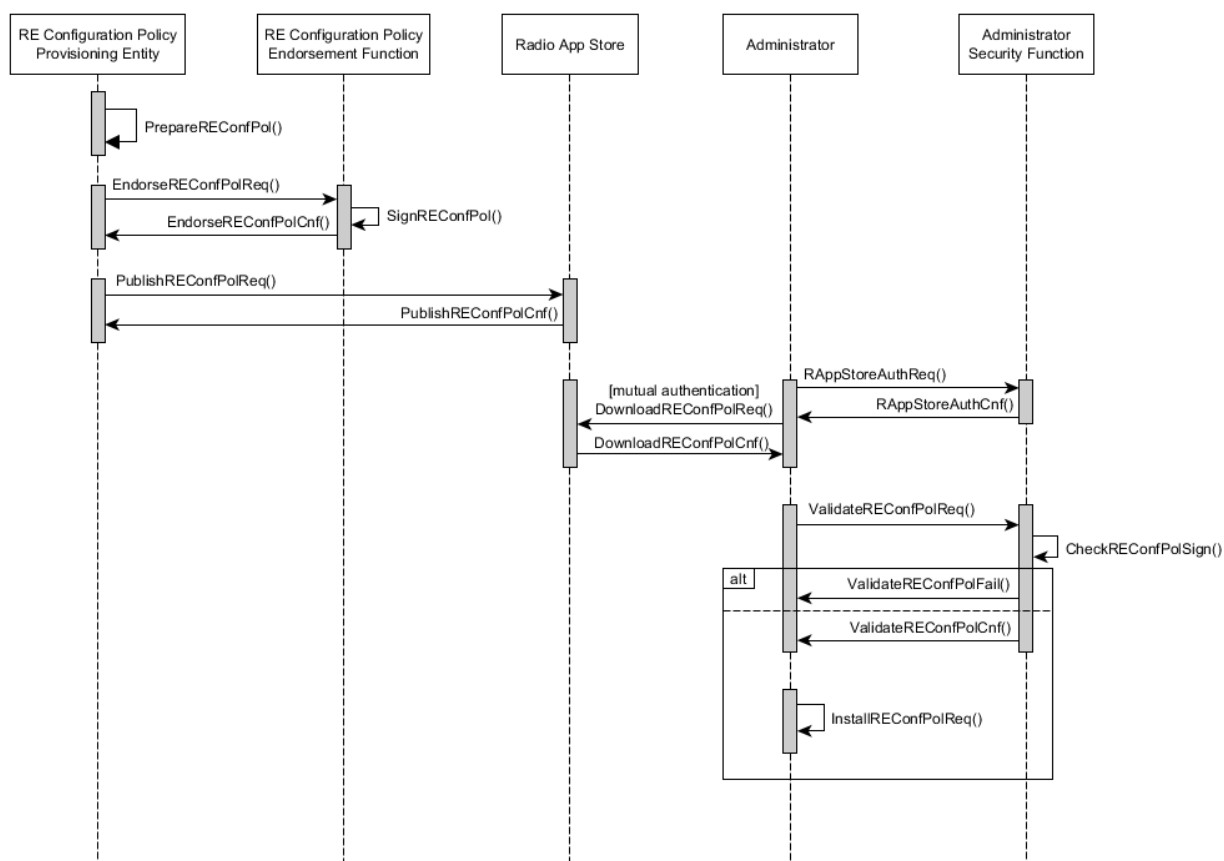 RE Configuration Policy
Provisioning Entity
RE Configuration Policy
Endorsement Function
Radio App Store
Administrator
Administrator
Security Function
PrepareREConfPol()
EndorseREConfPolReq()
SignREConfPol()
EndorseREConfPolCnf()
PublishREConfPolReq()
PublishREConfPolCnf()
RAppStoreAuthReq()
[mutual authentication]
RAppStoreAuthCnf()
DownloadREConfPolReq()
DownloadREConfPolCnf()
ValidateREConfPolReq()
CheckREConfPolSign()
alt
ValidateREConfPolFail()
ValidateREConfPolCnf()
InstallREConfPolReq()